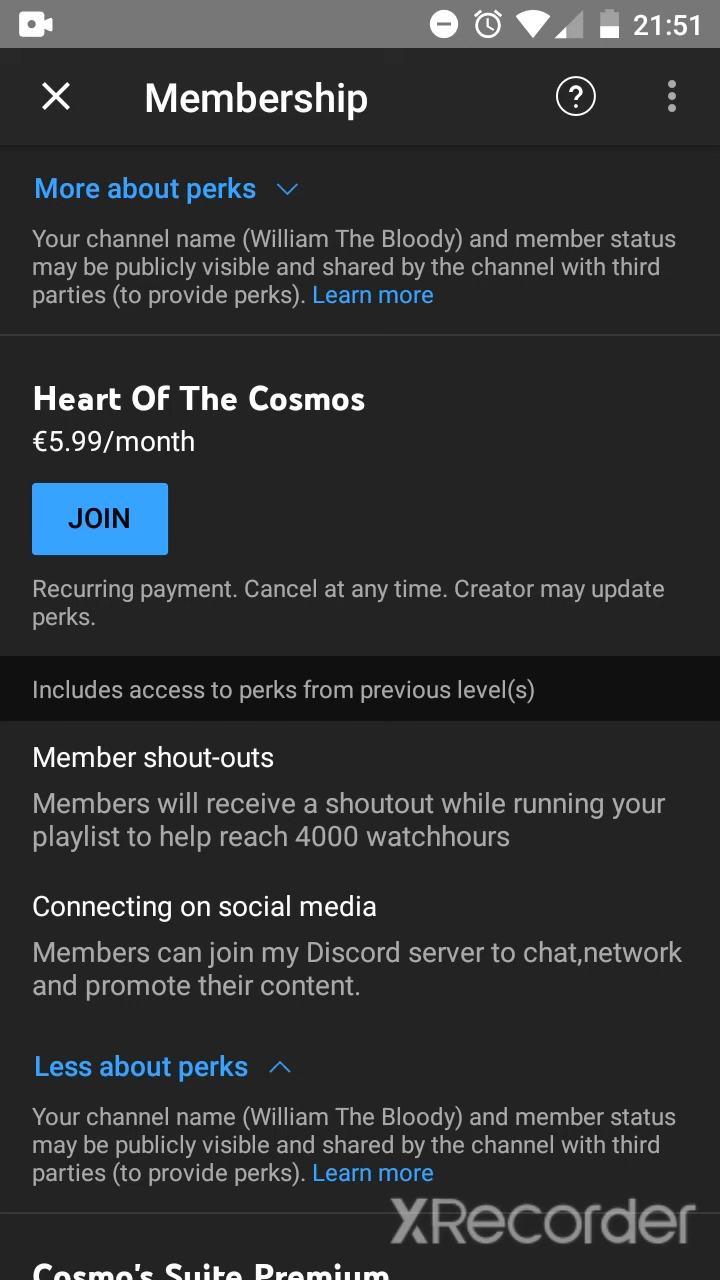 21:51
Membership
More about perks
Your channel name (William The Bloody) and member status
may be publicly visible and shared by the channel with third
parties (to provide perks). Learn more
Heart Of The Cosmos
€5.99/month
JOIN
Recurring payment. Cancel at any time. Creator may update
perks.
Includes access to perks from previous level(s)
Member shout-outs
Members will receive a shoutout while running your
playlist to help reach 4000 watchhours
Connecting on social media
Members can join my Discord server to chat,network
and promote their content.
Less about perks
Your channel name (William The Bloody) and member status
may be publicly visible and shared by the channel with third
parties (to provide perks). Learn more
XRecorder
Cosmo's Suite Premium